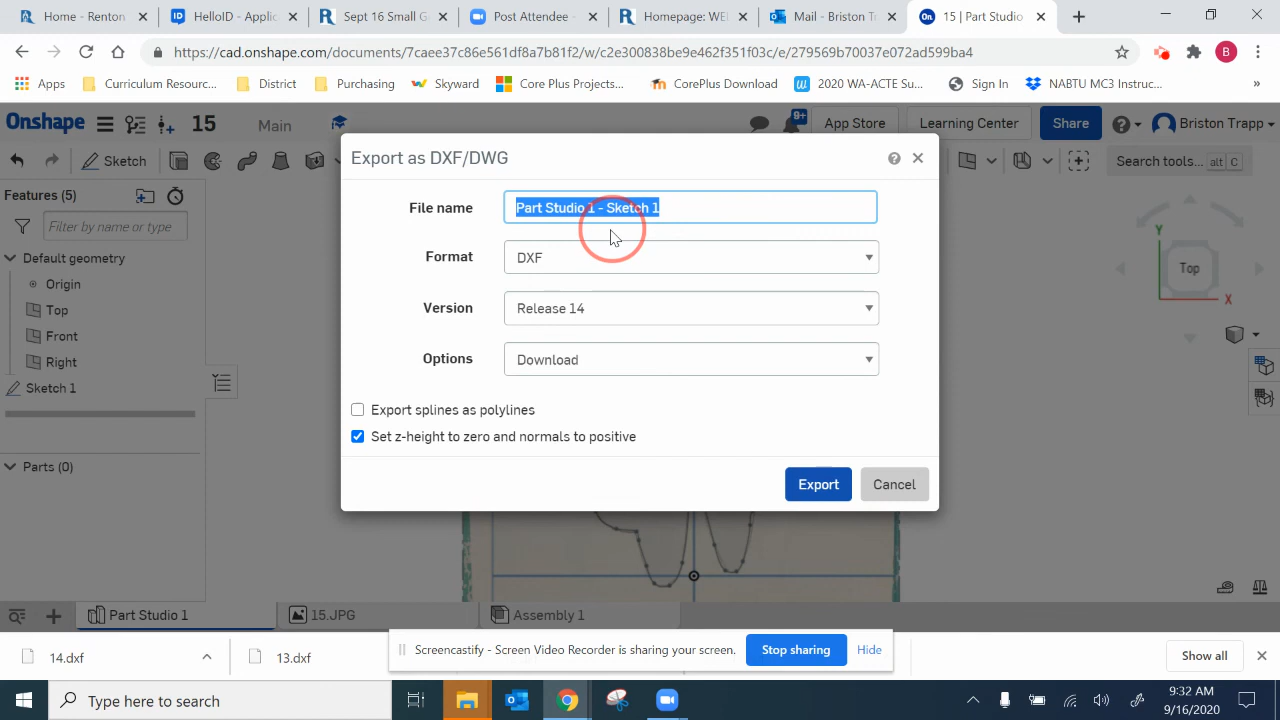 Home - Renton
HelloID - Applic
Sept 16 Small G
Post Attendee -
Homepage: WEL
Mail - Briston T
On 15 | Part Studio
https://cad.onshape.com/documents/7caee37c86e561df8a7b81f2/w/c2e300838be9e462f351f03c/e/279569b70037e072ad599ba4
B
Apps Curriculum Resourc... District Purchasing Skyward Core Plus Projects... CorePlus Download 2020 WA-ACTE Su... Sign In NABTU MC3 Instruc... »
Onshape 15 Main 9+ App Store Learning Center Share Briston Trapp
Sketch Search tools... alt C
Export as DXF/DWG
Features (5)
Filter by name or type
Default geometry
Origin
Top
Front
Right
Sketch 1
Parts (0)
File name Part Studio 1 - Sketch 1
Format DXF
Version Release 14
Options Download
Export splines as polylines
Set z-height to zero and normals to positive
Export Cancel
Y
Top
X
Part Studio 1 15.JPG Assembly 1
14.dxf 13.dxf Screencastify - Screen Video Recorder is sharing your screen. Stop sharing Hide Show all
Type here to search
9:32 AM
9/16/2020